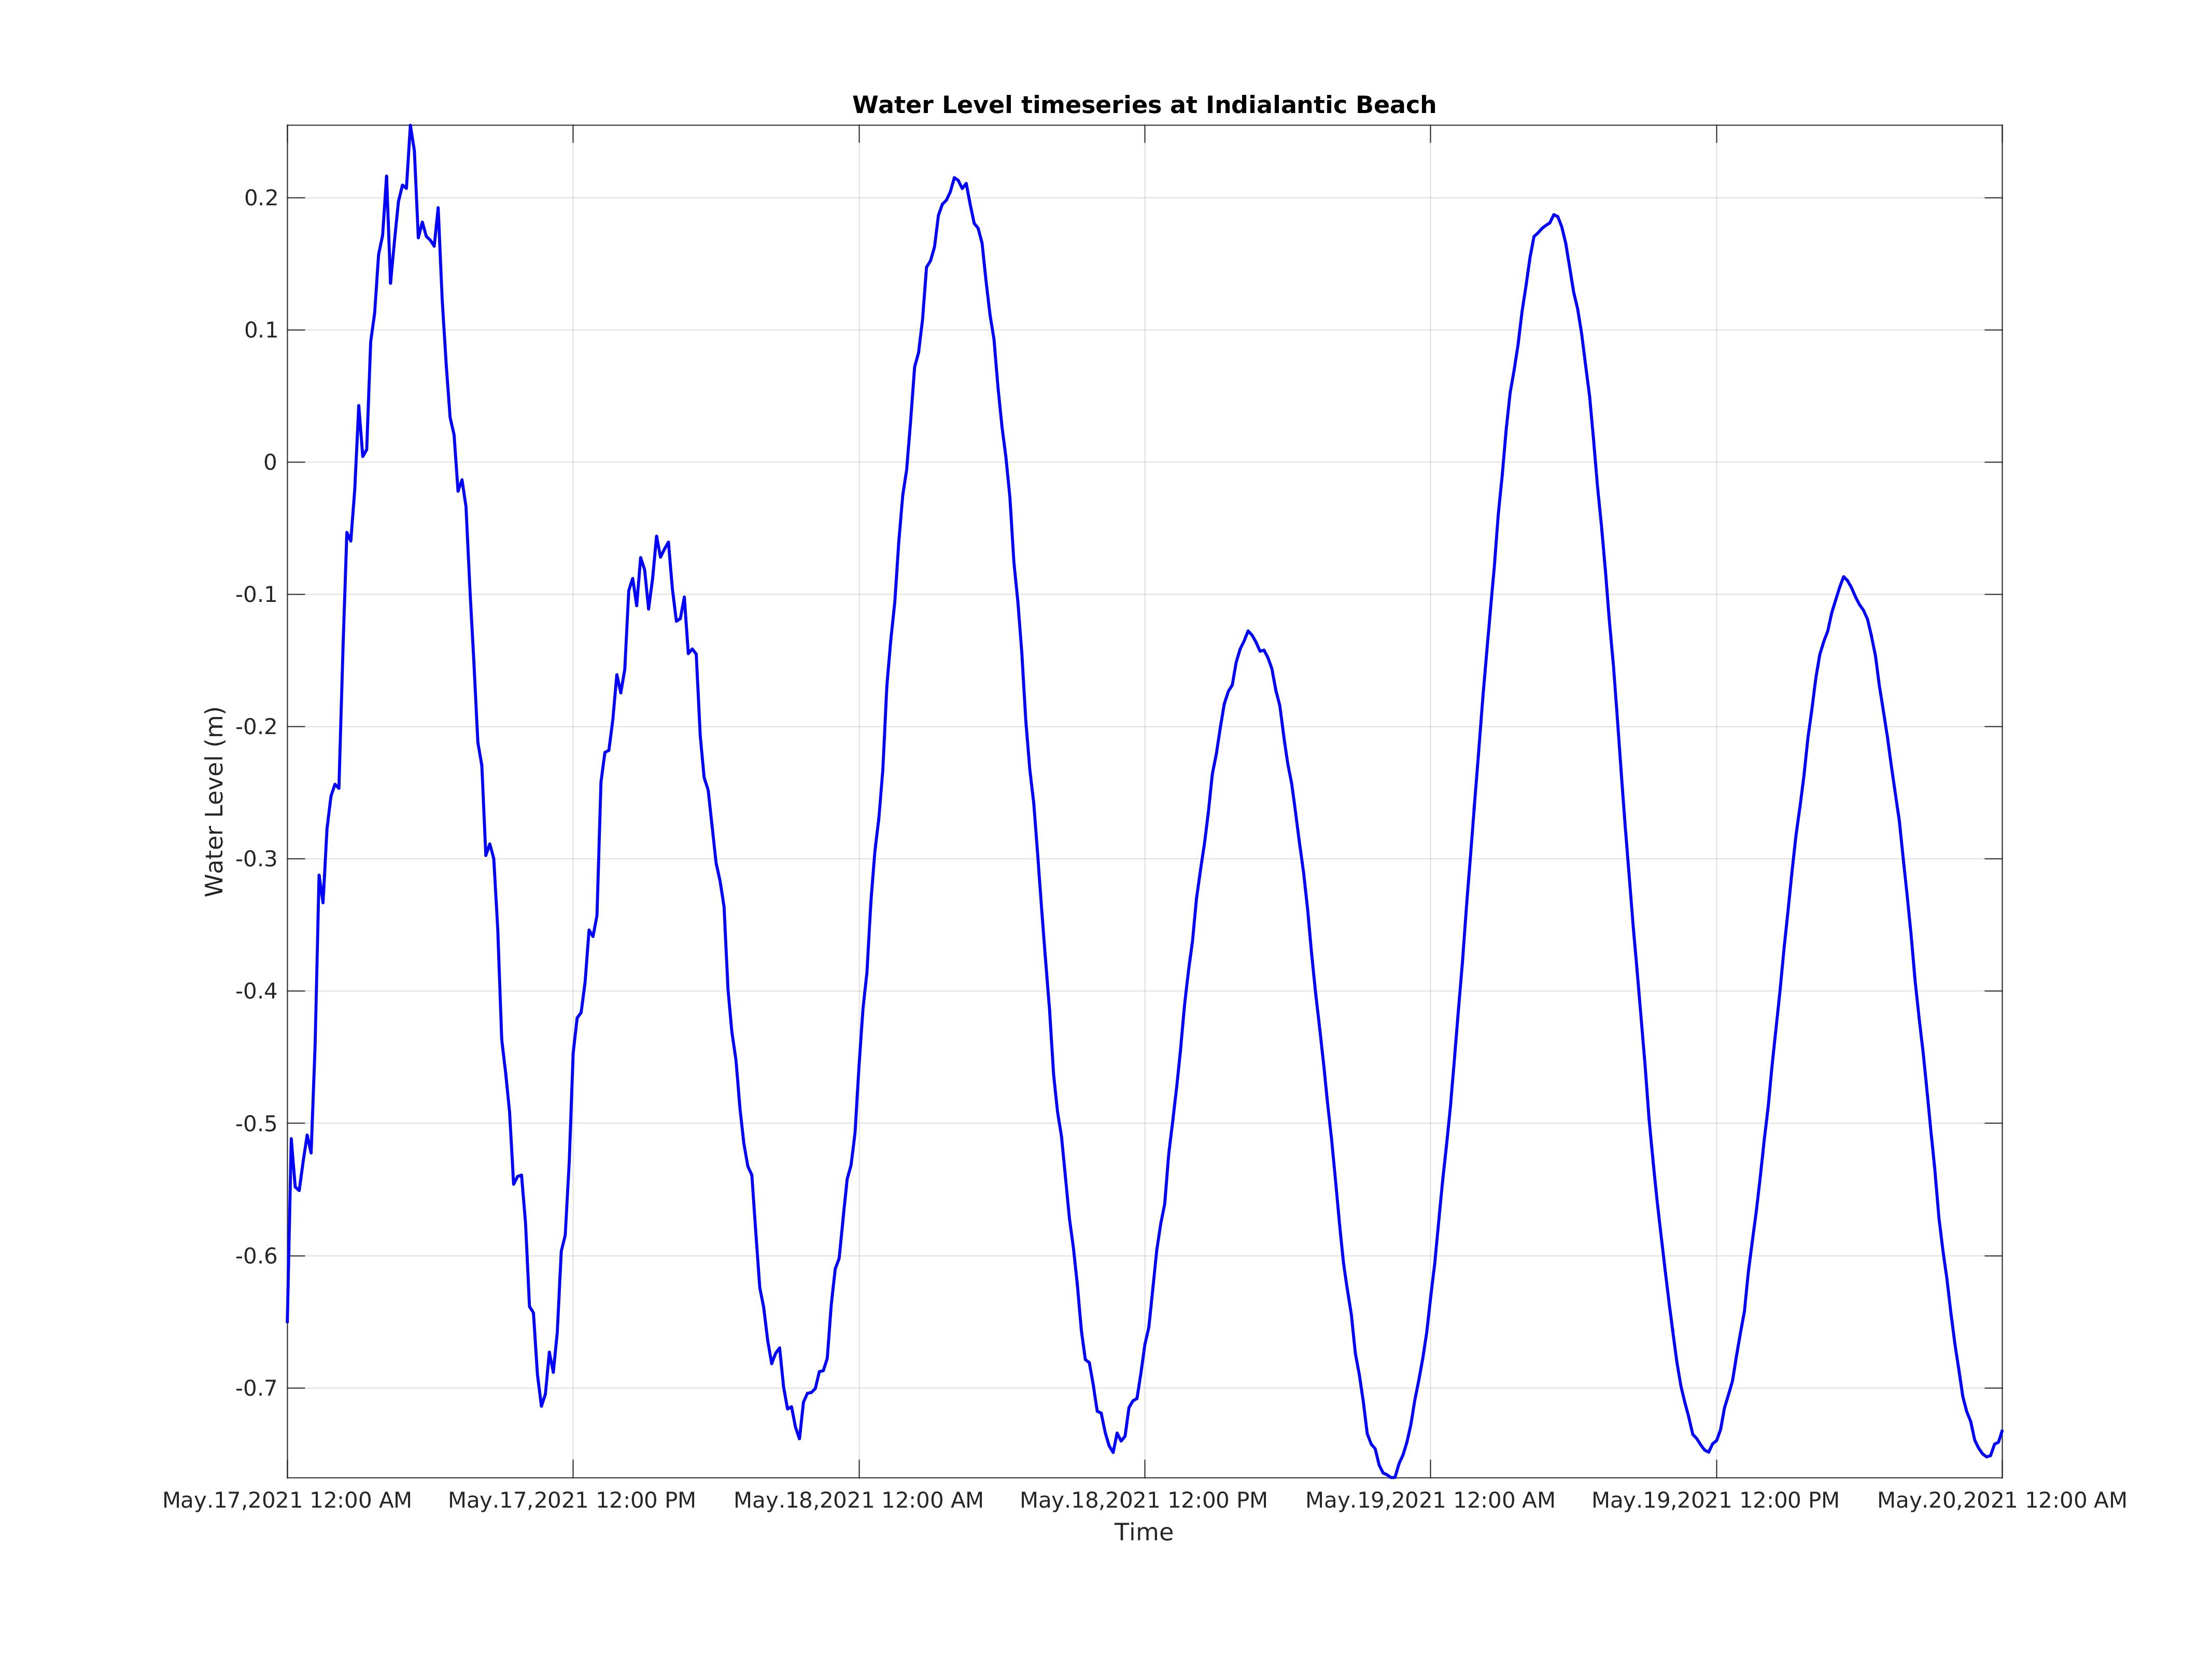 Water Level timeseries at Indialantic Beach
0.2
0.1
0
-0.1
-0.2
-0.3
-0.4
-0.5
-0.6
-0.7
Water Level (m)
May.17,2021 12:00 AM
May.17,2021 12:00 PM
May.18,2021 12:00 AM
May.18,2021 12:00 PM
May.19,2021 12:00 AM
May.19,2021 12:00 PM
May.20,2021 12:00 AM
Time